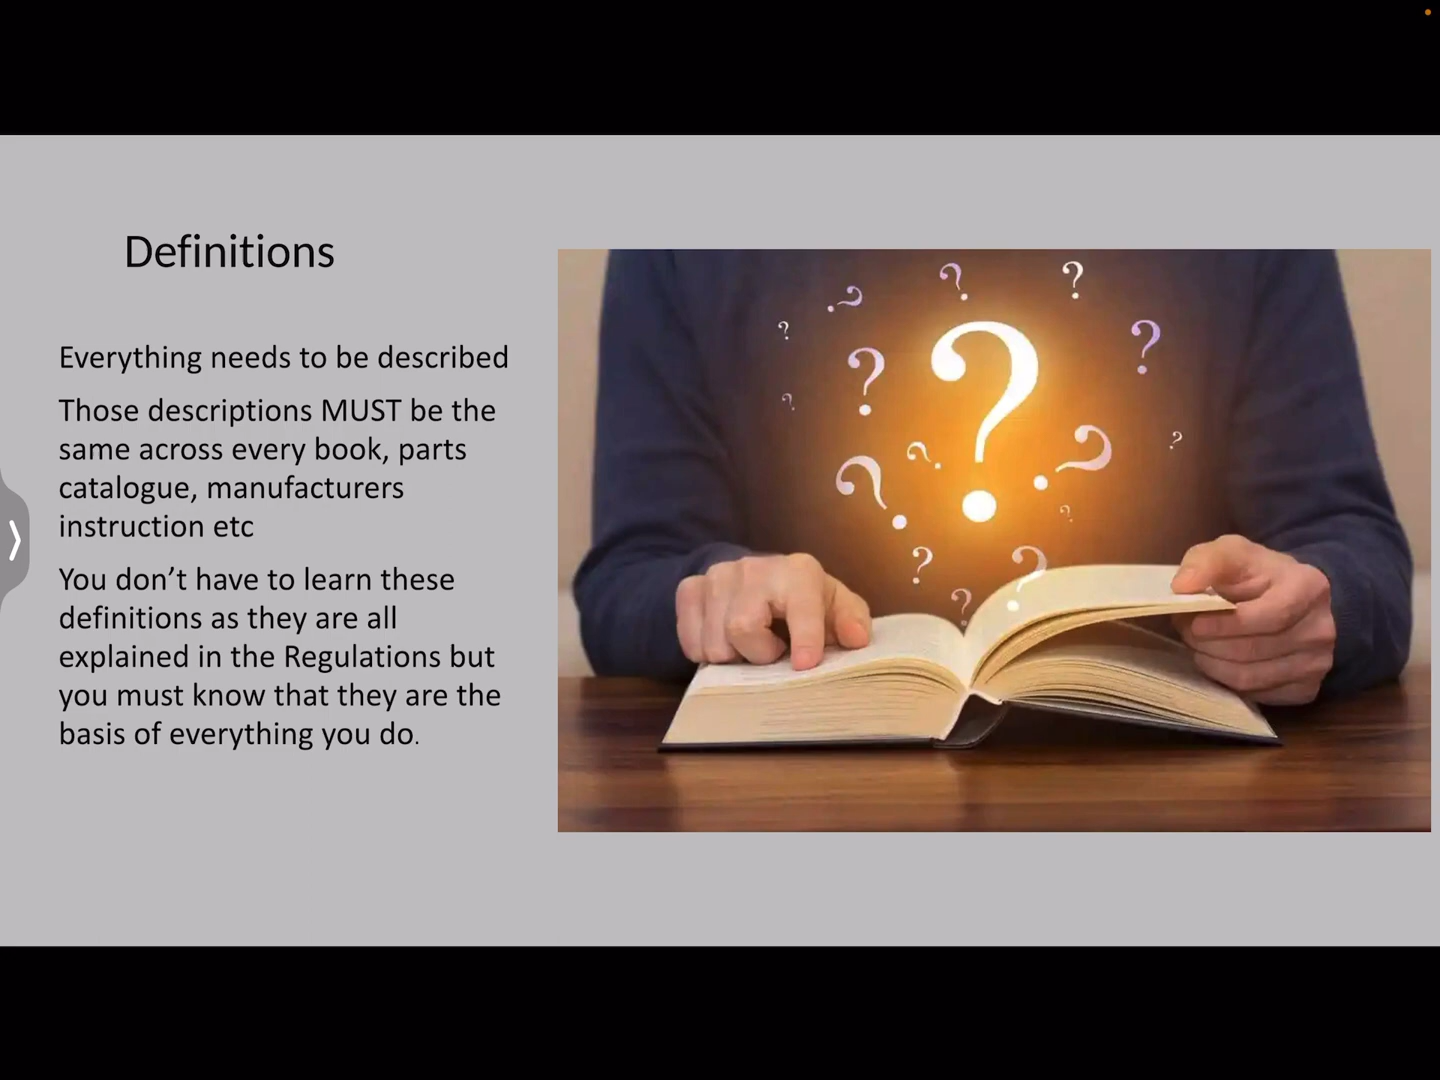 Definitions
Everything needs to be described
Those descriptions MUST be the
same across every book, parts
catalogue, manufacturers
instruction etc
You don’t have to learn these
definitions as they are all
explained in the Regulations but
you must know that they are the
basis of everything you do.